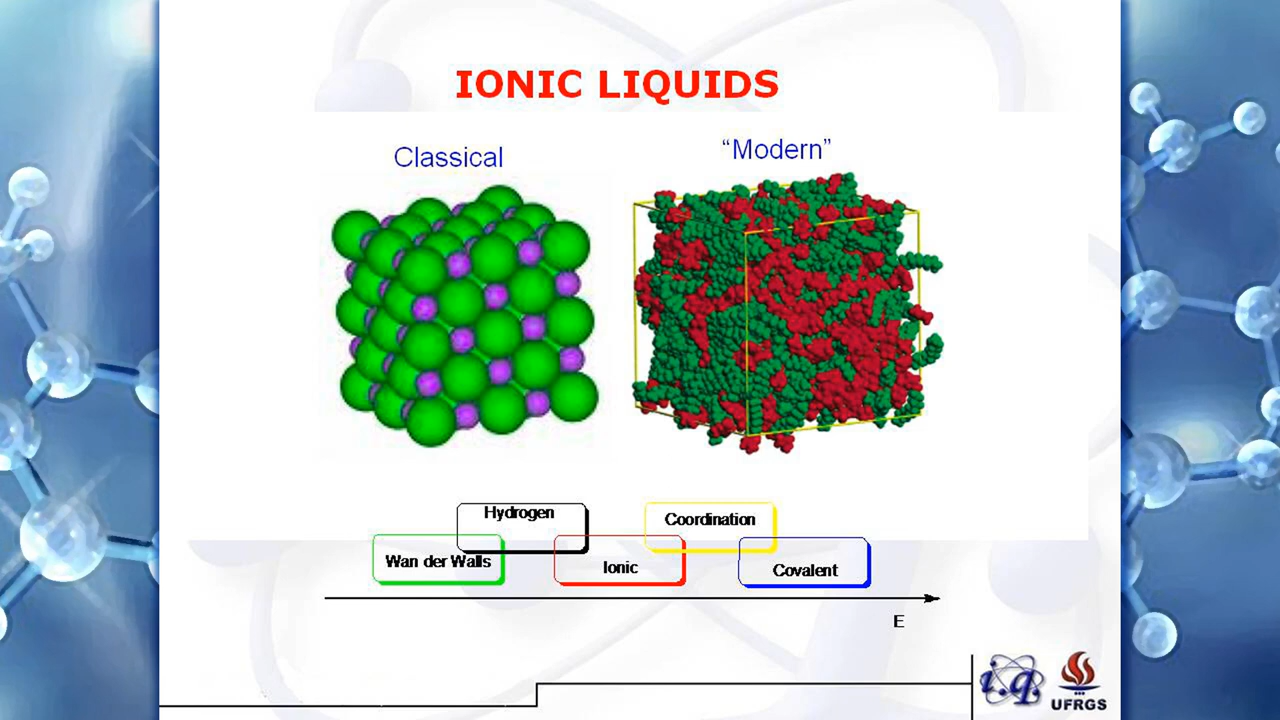 IONIC LIQUIDS
Classical
“Modern”
Hydrogen
Coordination
Wan der Walls
Ionic
Covalent
E
i.q.
UFRGS